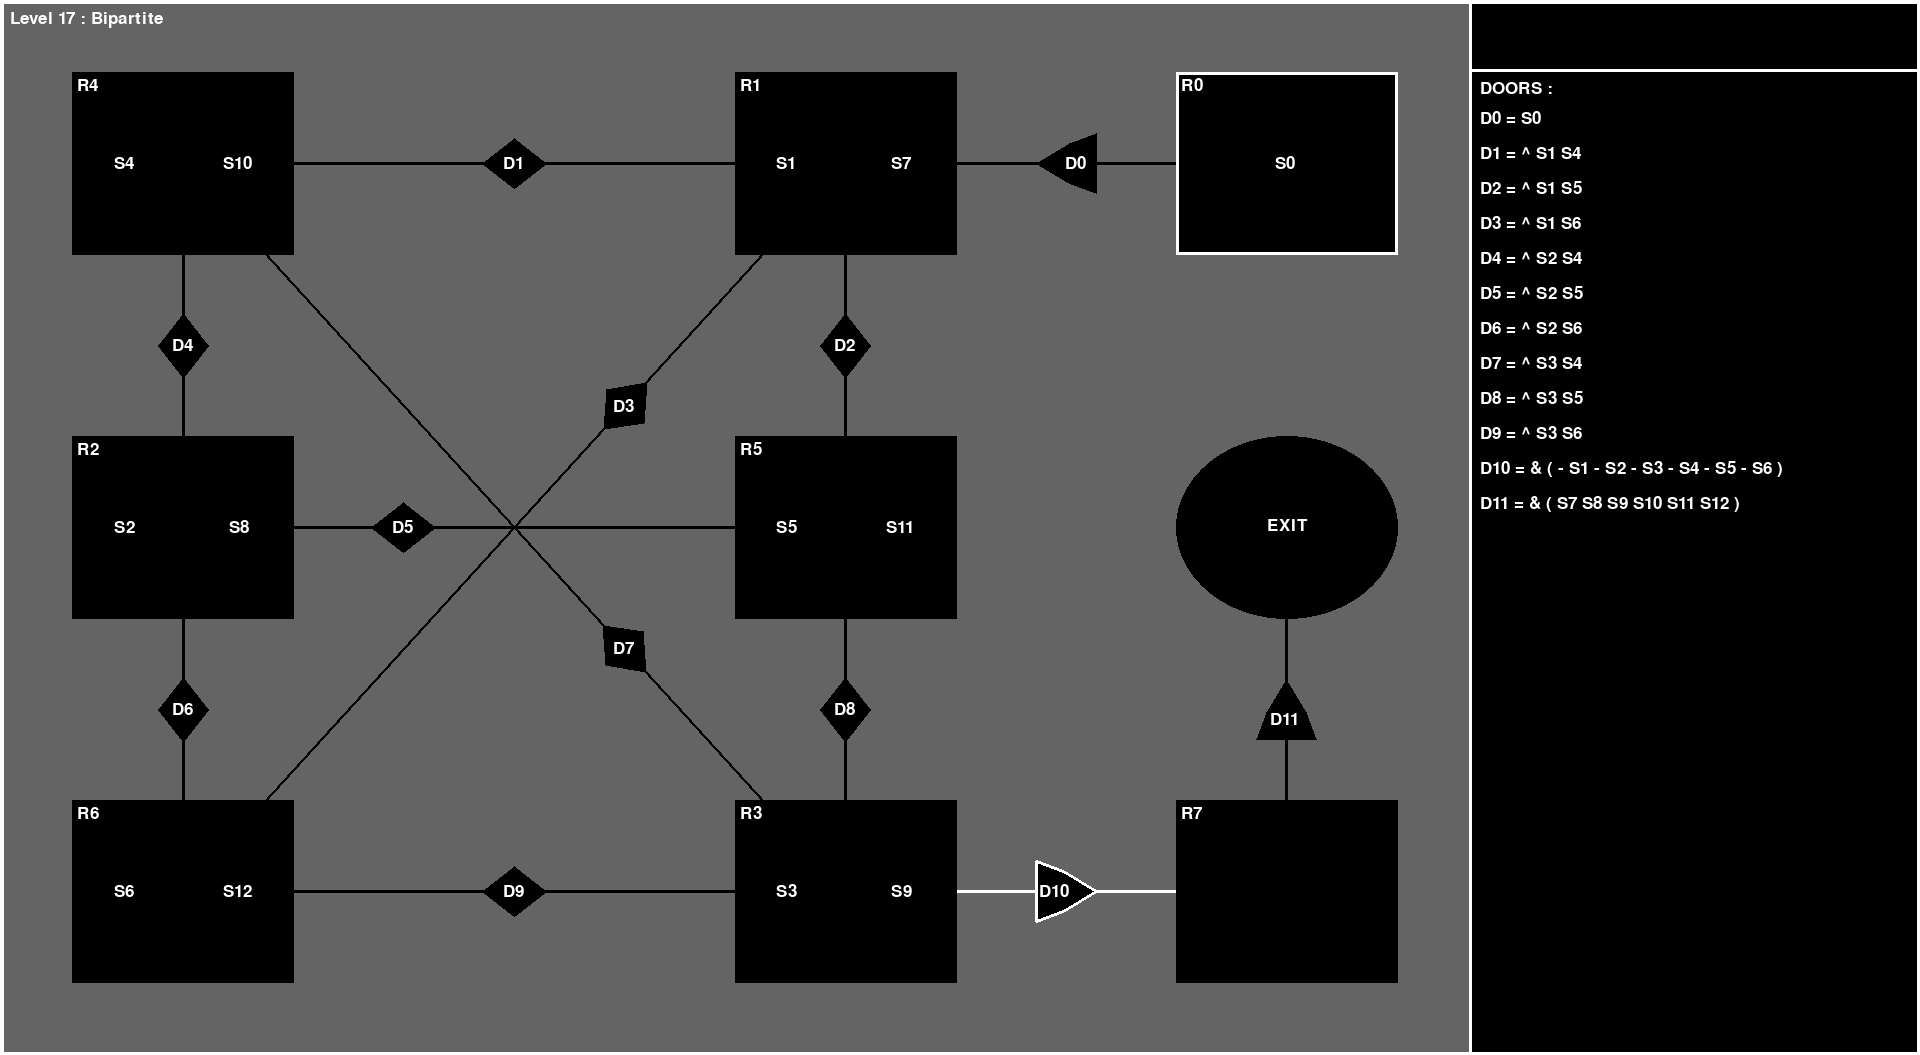 Level 17 : Bipartite
R4
R1
R0
S4 S10
D1
S1 S7
D0
S0
D4
D2
D3
R2
R5
S2 S8
D5
S5 S11
EXIT
D7
D6
D8
D11
R6
R3
R7
S6 S12
D9
S3 S9
D10
DOORS :
D0 = S0
D1 = ^ S1 S4
D2 = ^ S1 S5
D3 = ^ S1 S6
D4 = ^ S2 S4
D5 = ^ S2 S5
D6 = ^ S2 S6
D7 = ^ S3 S4
D8 = ^ S3 S5
D9 = ^ S3 S6
D10 = & ( - S1 - S2 - S3 - S4 - S5 - S6 )
D11 = & ( S7 S8 S9 S10 S11 S12 )